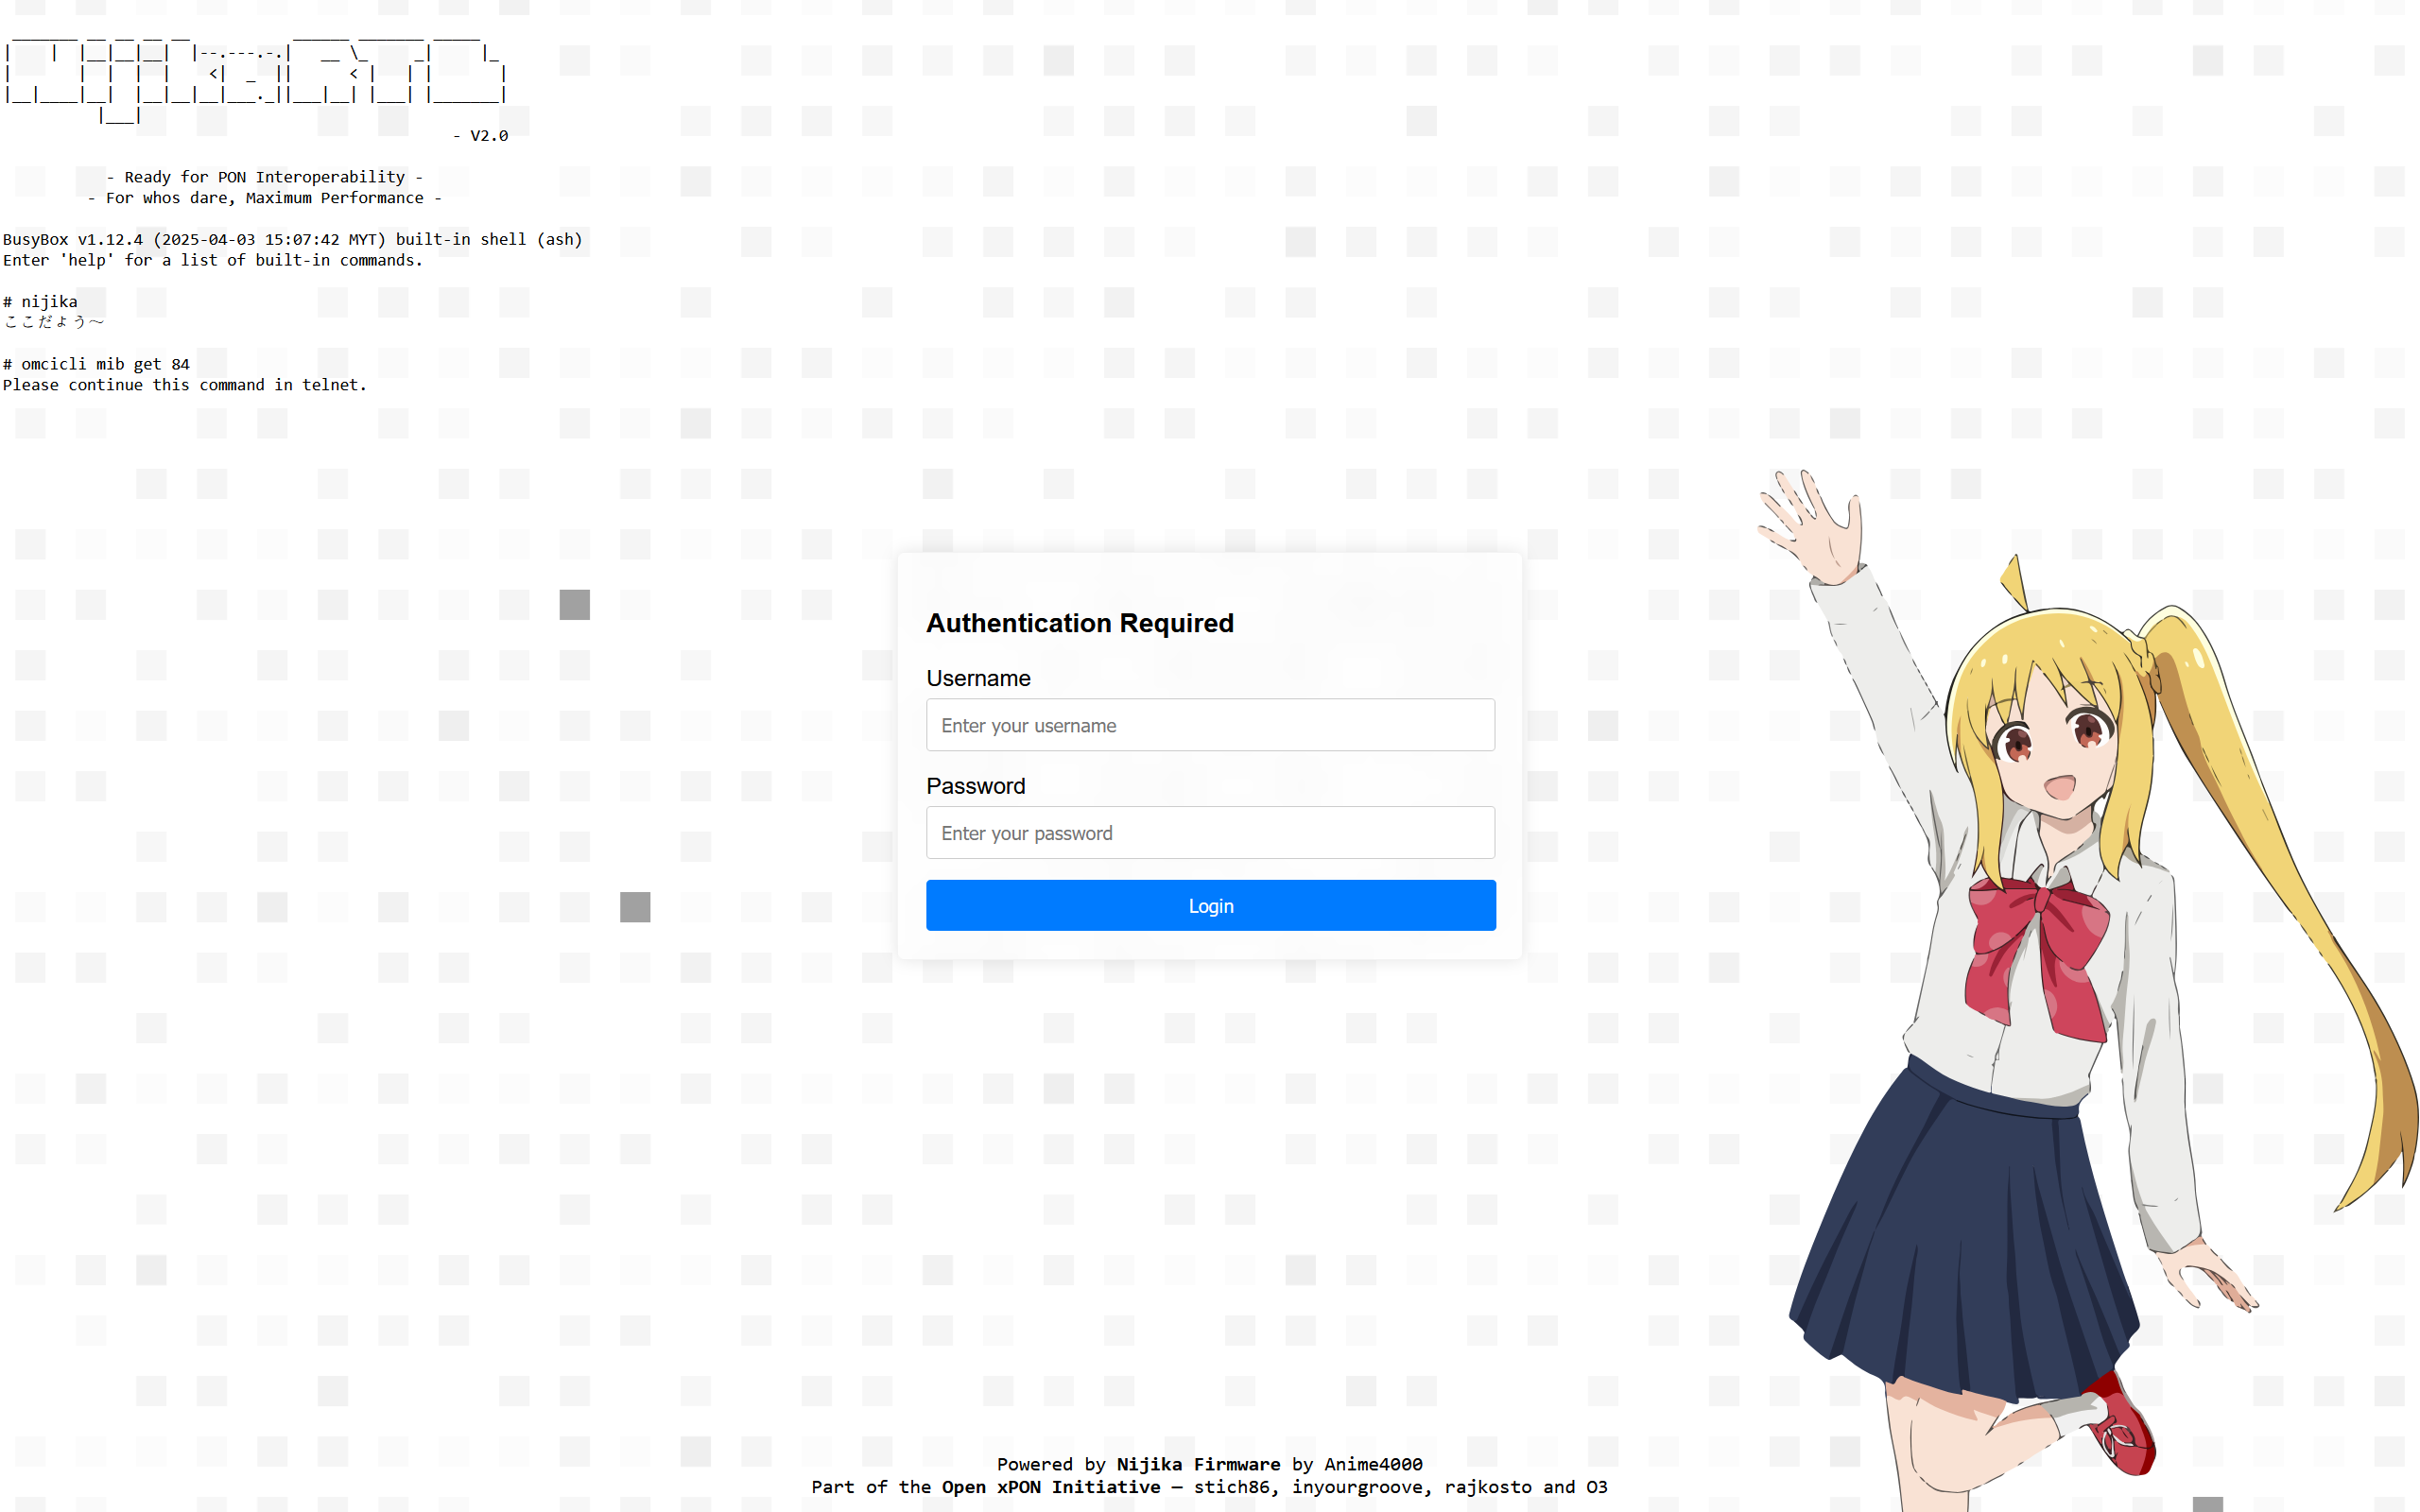 - V2.0
- Ready for PON Interoperability -
- For whos dare, Maximum Performance -
BusyBox v1.12.4 (2025-04-03 15:07:42 MYT) built-in shell (ash)
Enter 'help' for a list of built-in commands.
# nijika
ここだよう～
# omcicli mib get 84
Please continue this command in telnet.
Authentication Required
Username
Enter your username
Password
Enter your password
Login
Powered by Nijika Firmware by Anime4000
Part of the Open xPON Initiative — stich86, inyourgroove, rajkosto and O3